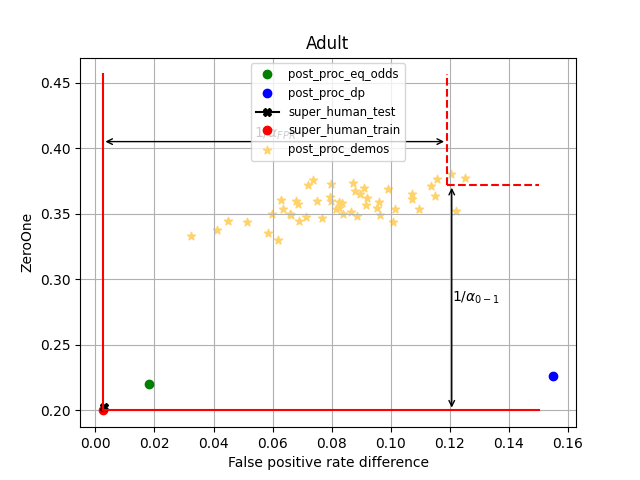 Adult
post_proc_eq_odds
post_proc_dp
super_human_test
super_human_train
post_proc_demos
1/α₀₋₁
ZeroOne
0.45
0.40
0.35
0.30
0.25
0.20
0.00 0.02 0.04 0.06 0.08 0.10 0.12 0.14 0.16
False positive rate difference